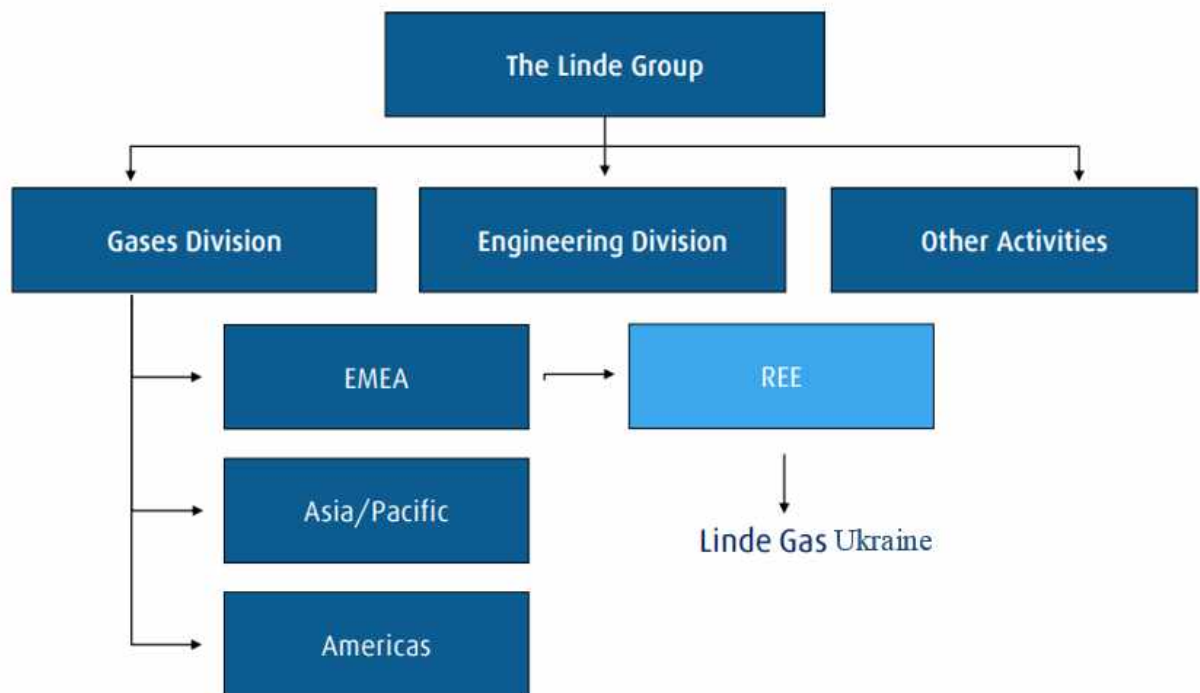 The Linde Group
Gases Division
Engineering Division
Other Activities
EMEA
REE
Asia/Pacific
Linde Gas Ukraine
Americas